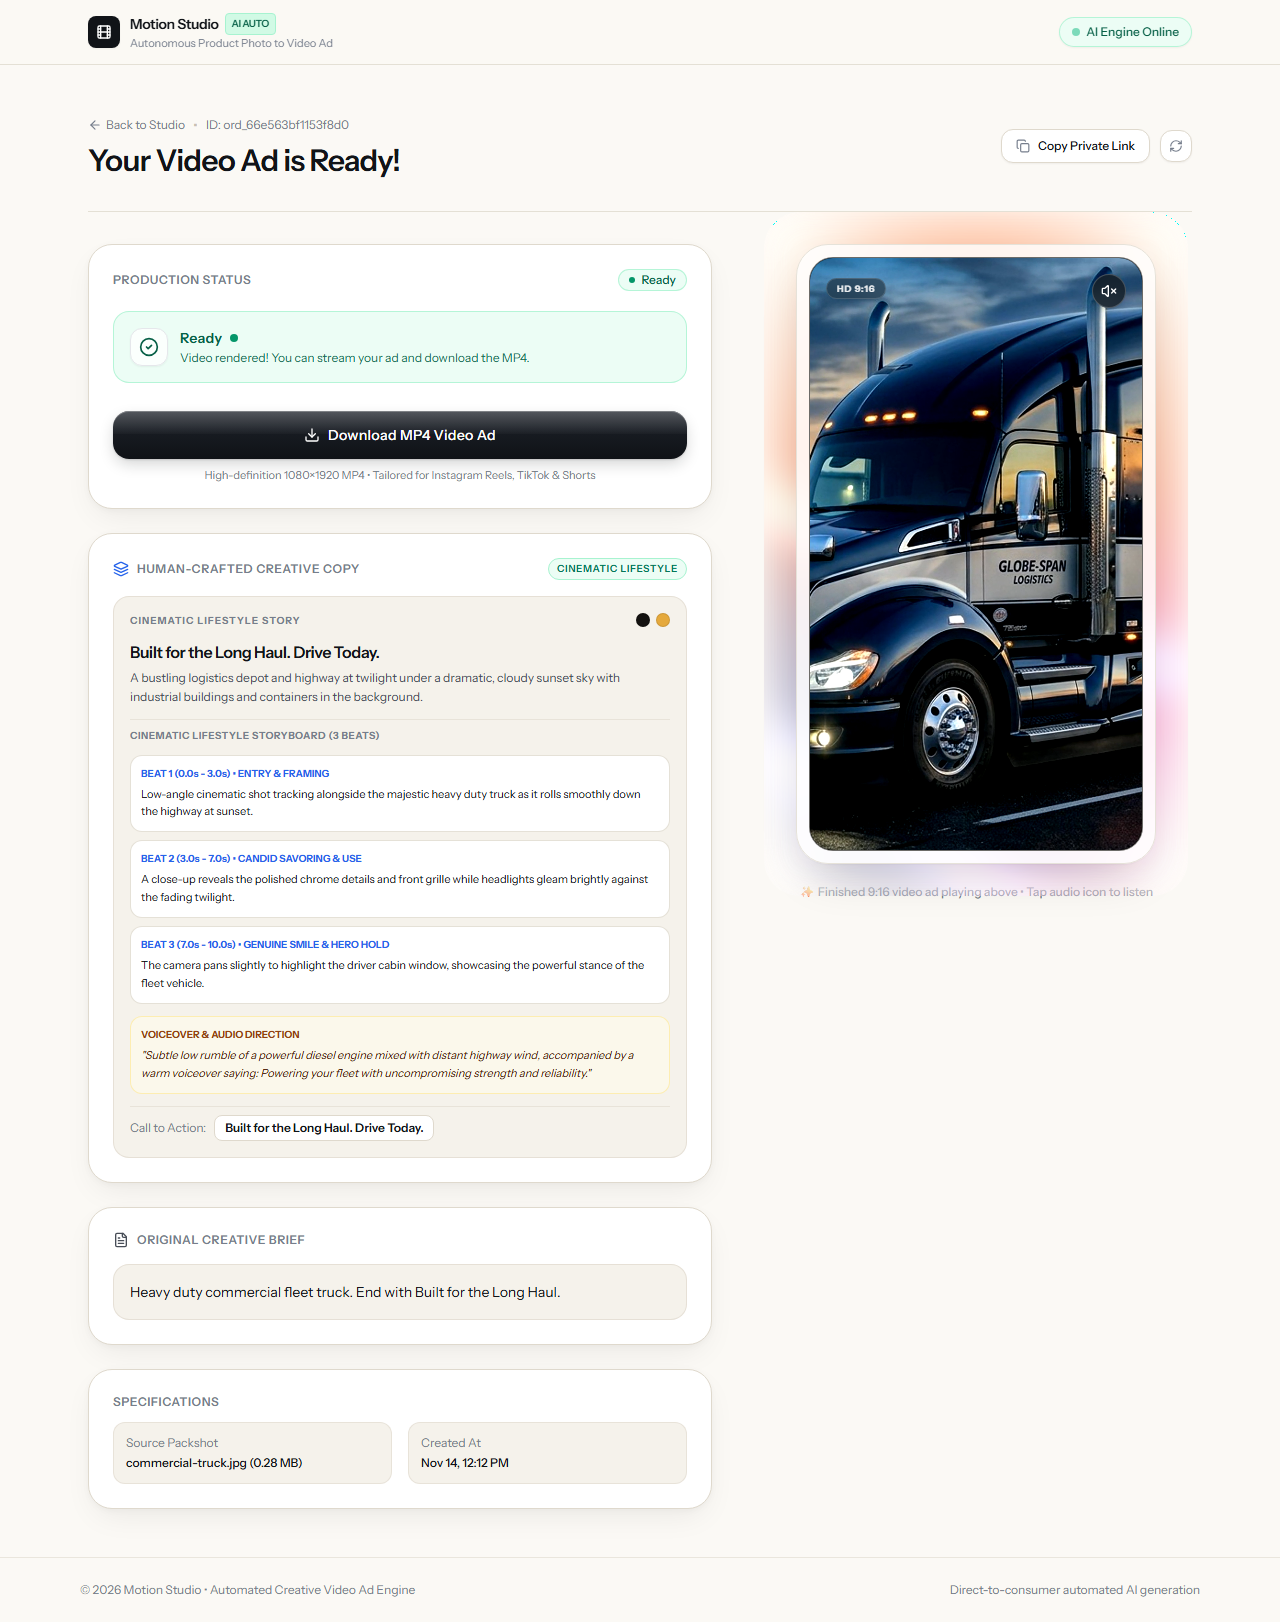 Motion Studio AI AUTO
Autonomous Product Photo to Video Ad
AI Engine Online
Back to Studio • ID: ord_66e563bf1153f8d0
Your Video Ad is Ready!
Copy Private Link
PRODUCTION STATUS
Ready
Ready
Video rendered! You can stream your ad and download the MP4.
Download MP4 Video Ad
High-definition 1080×1920 MP4 • Tailored for Instagram Reels, TikTok & Shorts
HUMAN-CRAFTED CREATIVE COPY
CINEMATIC LIFESTYLE
CINEMATIC LIFESTYLE STORY
Built for the Long Haul. Drive Today.
A bustling logistics depot and highway at twilight under a dramatic, cloudy sunset sky with
industrial buildings and containers in the background.
CINEMATIC LIFESTYLE STORYBOARD (3 BEATS)
BEAT 1 (0.0s - 3.0s) • ENTRY & FRAMING
Low-angle cinematic shot tracking alongside the majestic heavy duty truck as it rolls smoothly down
the highway at sunset.
BEAT 2 (3.0s - 7.0s) • CANDID SAVORING & USE
A close-up reveals the polished chrome details and front grille while headlights gleam brightly against
the fading twilight.
BEAT 3 (7.0s - 10.0s) • GENUINE SMILE & HERO HOLD
The camera pans slightly to highlight the driver cabin window, showcasing the powerful stance of the
fleet vehicle.
VOICEOVER & AUDIO DIRECTION
"Subtle low rumble of a powerful diesel engine mixed with distant highway wind, accompanied by a
warm voiceover saying: Powering your fleet with uncompromising strength and reliability."
Call to Action: Built for the Long Haul. Drive Today.
ORIGINAL CREATIVE BRIEF
Heavy duty commercial fleet truck. End with Built for the Long Haul.
SPECIFICATIONS
Source Packshot
commercial-truck.jpg (0.28 MB)
Created At
Nov 14, 12:12 PM
HD 9:16
GLOBE-SPAN
LOGISTICS
✨ Finished 9:16 video ad playing above • Tap audio icon to listen
© 2026 Motion Studio • Automated Creative Video Ad Engine
Direct-to-consumer automated AI generation